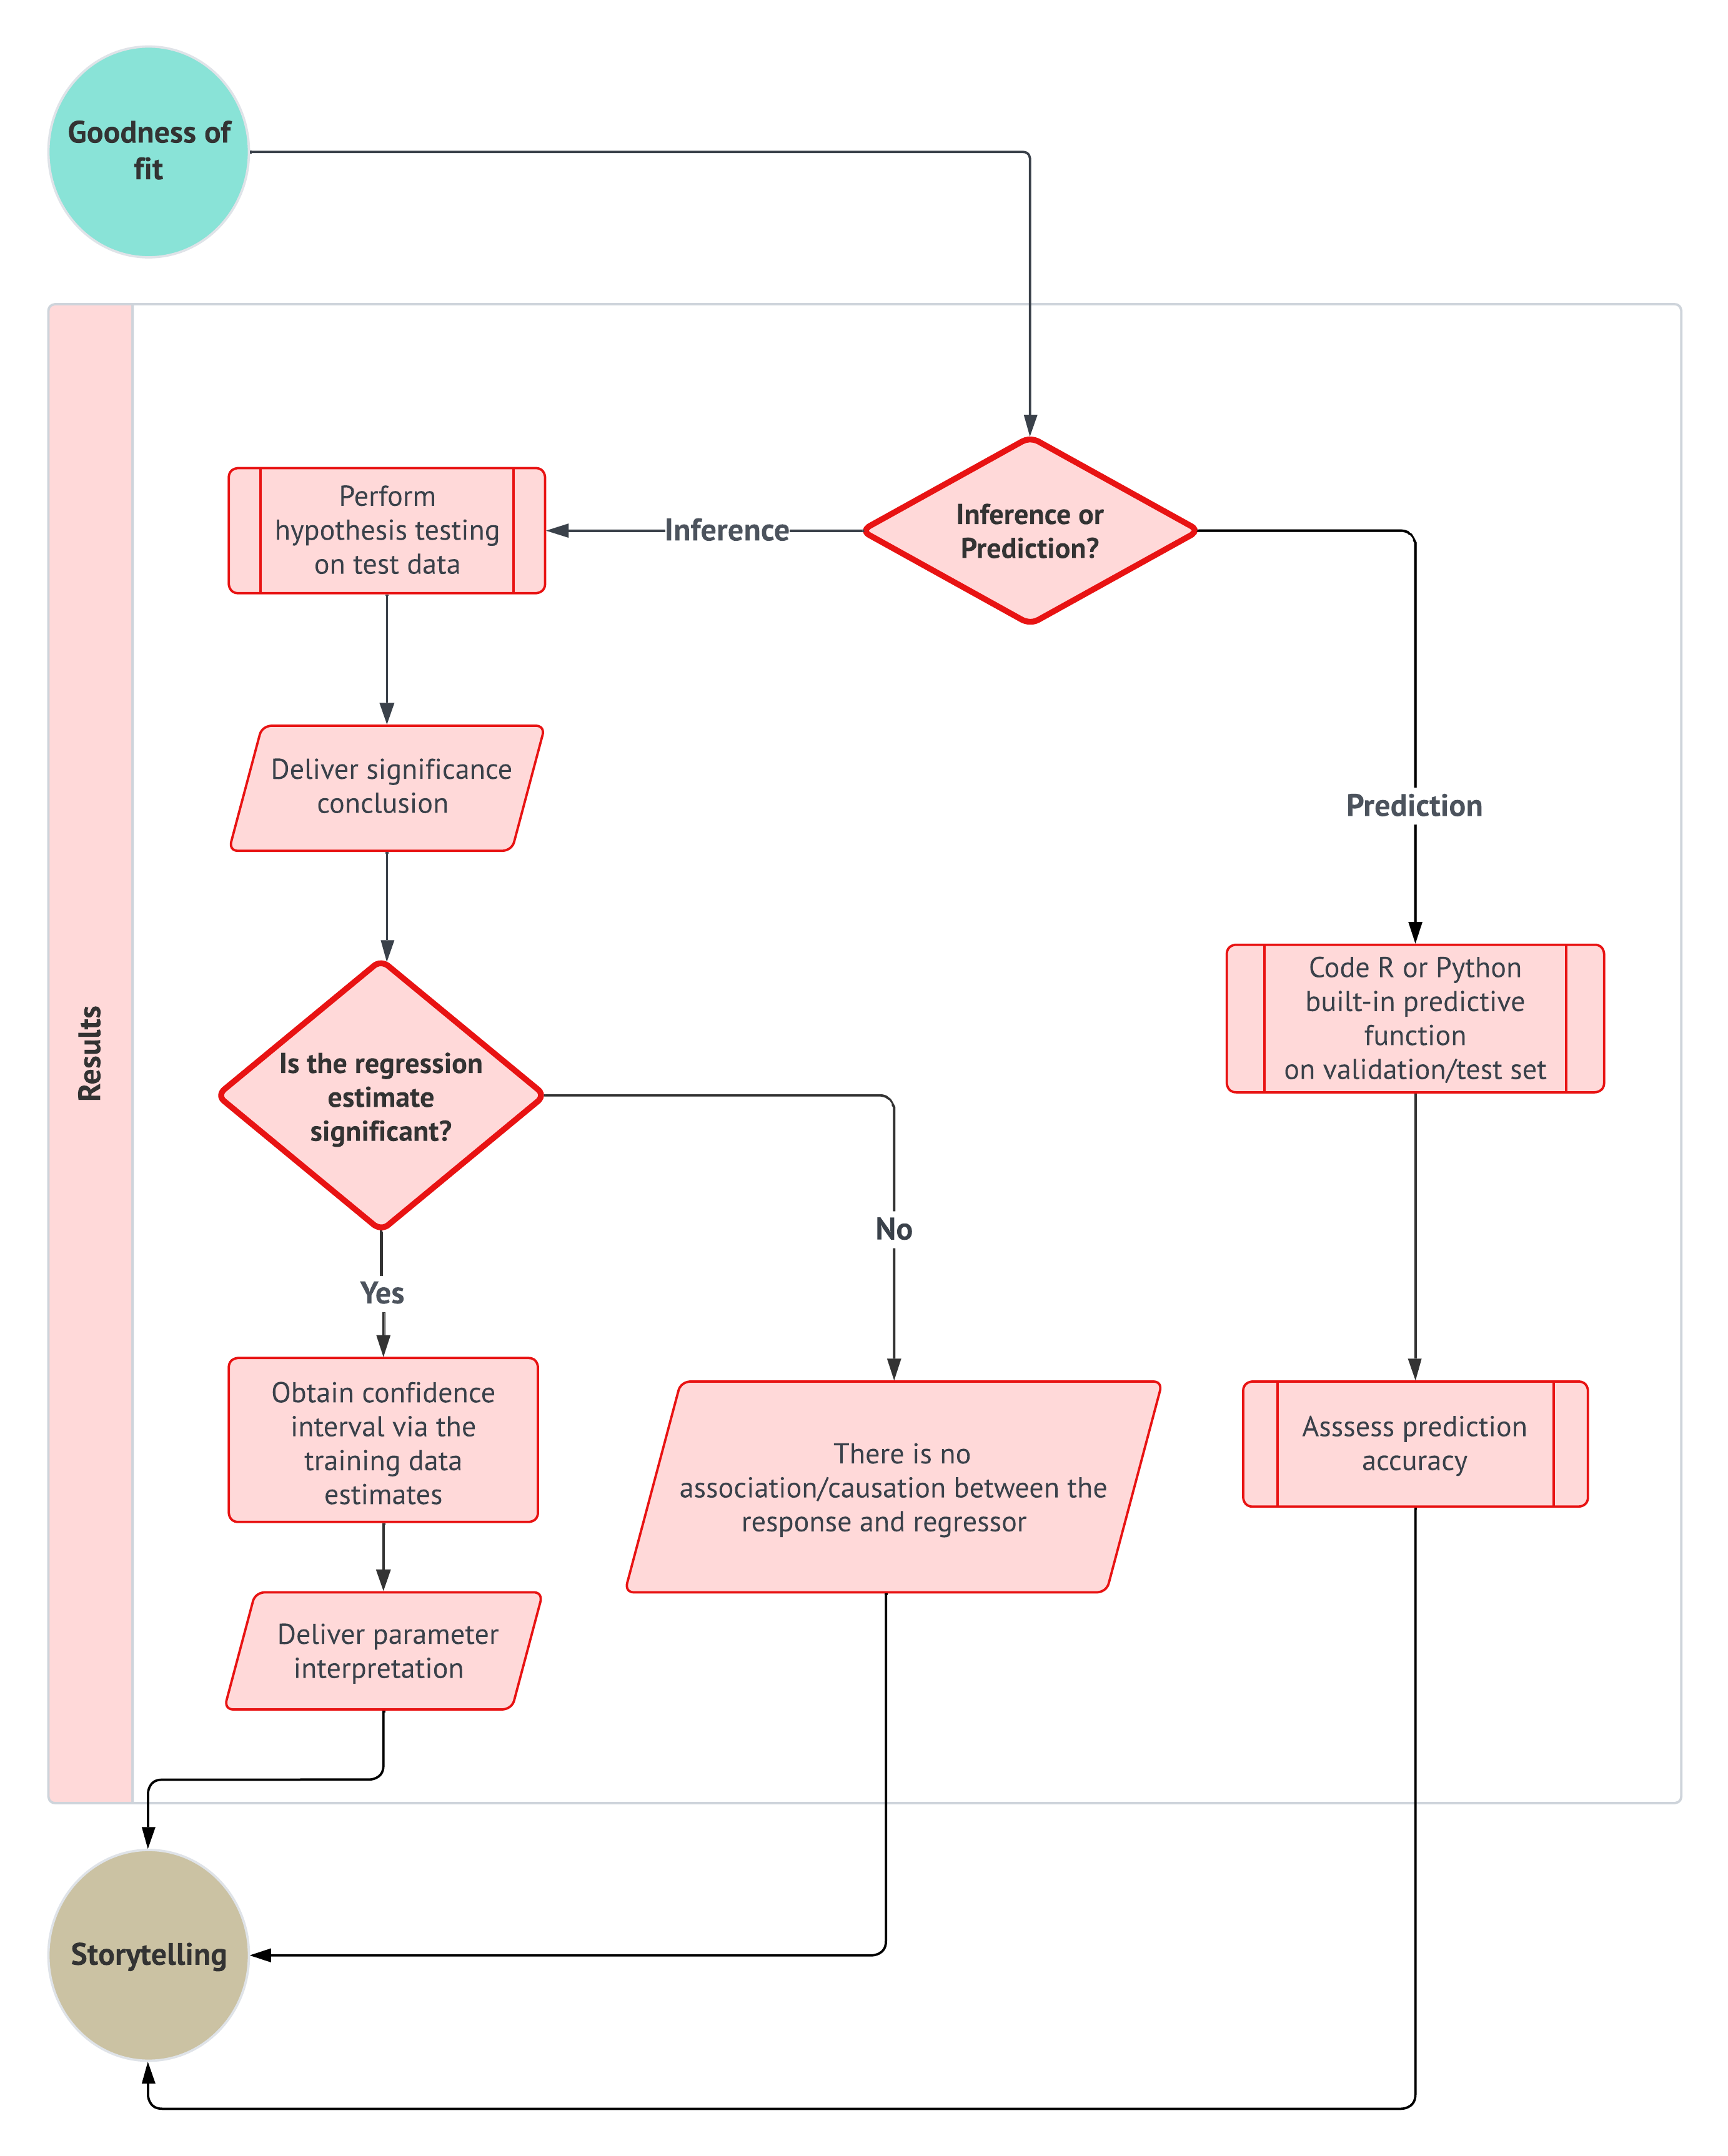 Goodness of
fit
Results
Inference or
Prediction?
Inference
Perform
hypothesis testing
on test data
Deliver significance
conclusion
Prediction
Is the regression
estimate
significant?
Code R or Python
built-in predictive
function
on validation/test set
No
Yes
Obtain confidence
interval via the
training data
estimates
There is no
association/causation between the
response and regressor
Asssess prediction
accuracy
Deliver parameter
interpretation
Storytelling